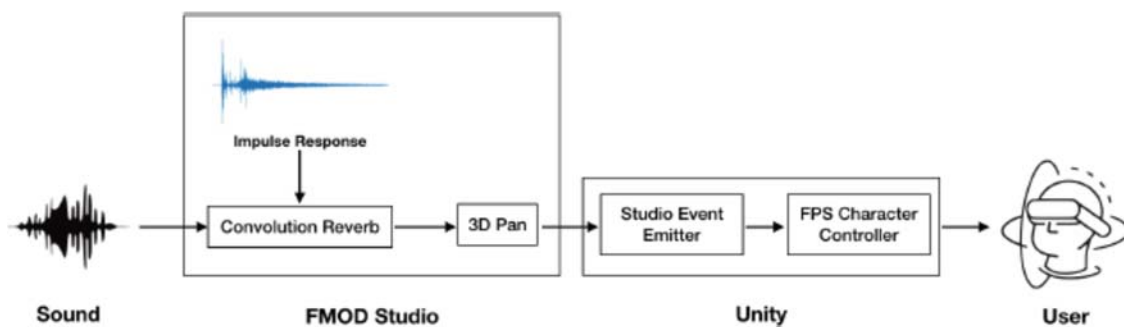 Impulse Response
Convolution Reverb
3D Pan
Studio Event
Emitter
FPS Character
Controller
Sound
FMOD Studio
Unity
User